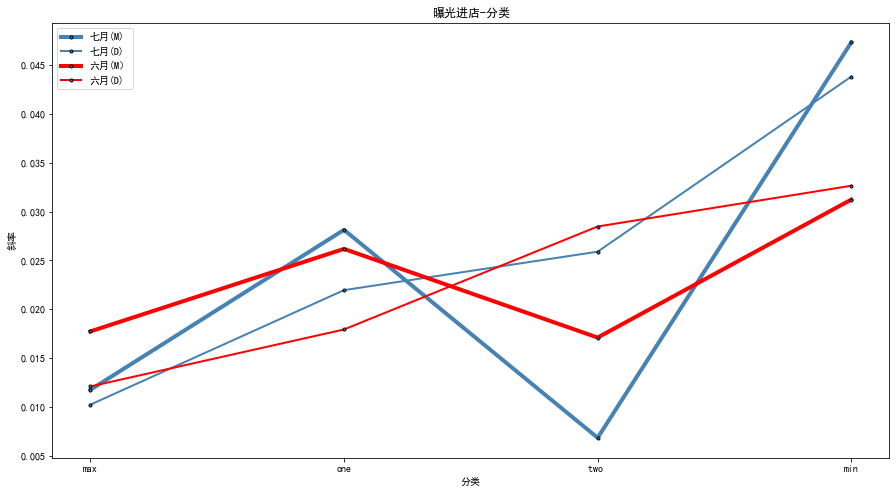 曝光进店-分类
七月(M)
七月(D)
六月(M)
六月(D)
0.045
0.040
0.035
0.030
0.025
0.020
0.015
0.010
0.005
斜率
max
one
two
min
分类